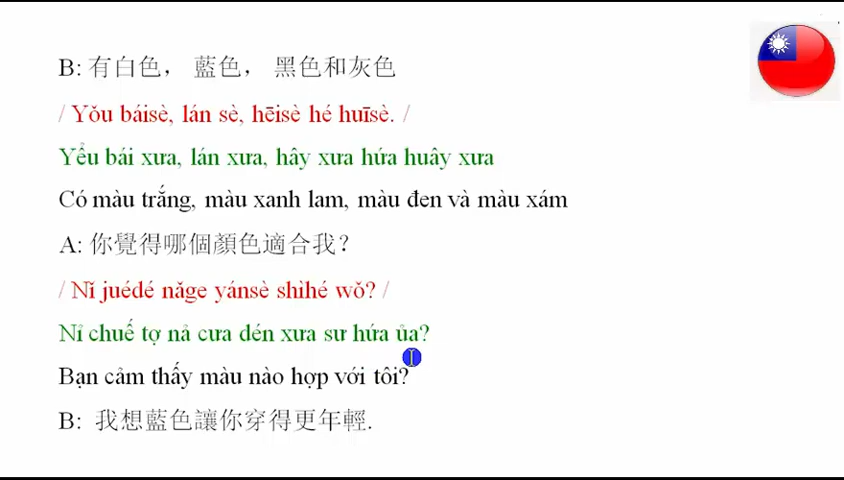 B: 有白色， 藍色， 黑色和灰色
/ Yǒu báisè, lán sè, hēisè hé huīsè. /
Yểu bái xưa, lán xưa, hây xưa hứa huây xưa
Có màu trắng, màu xanh lam, màu đen và màu xám
A: 你覺得哪個顏色適合我？
/ Nǐ juédé nǎge yánsè shìhé wǒ? /
Nỉ chuế tợ nả cưa dén xưa sư hứa ủa?
Bạn cảm thấy màu nào hợp với tôi?
B: 我想藍色讓你穿得更年輕.